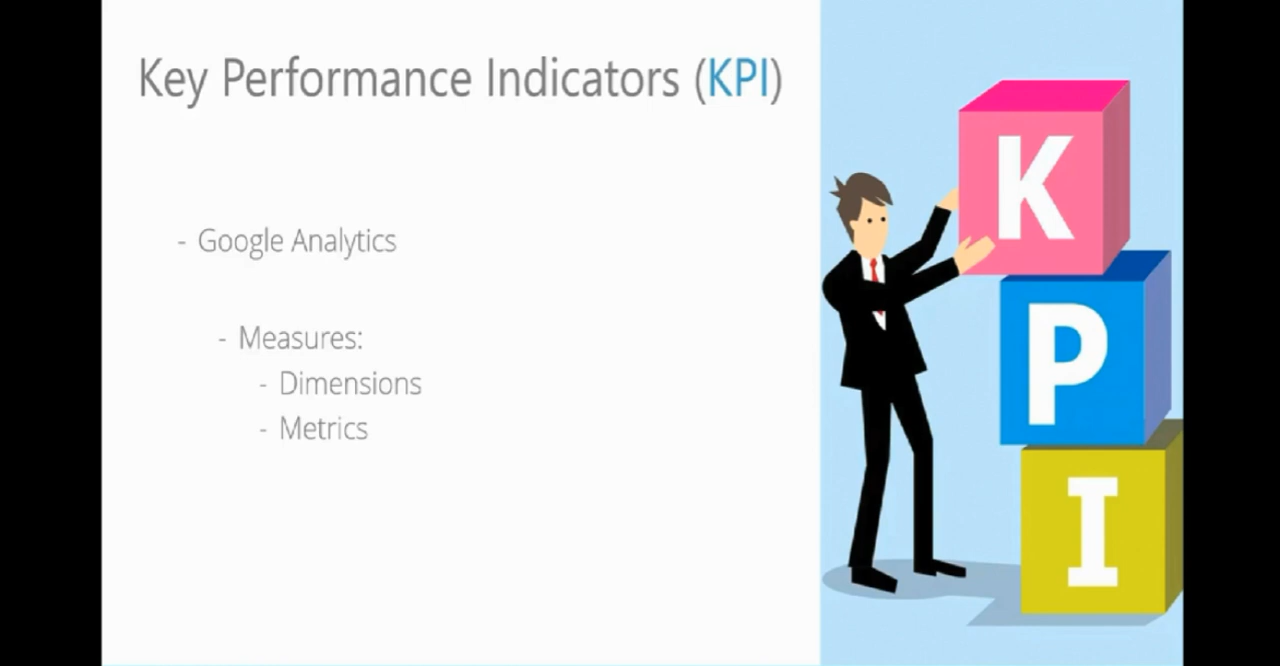 Key Performance Indicators (KPI)
- Google Analytics
- Measures:
- Dimensions
- Metrics
K
P
I